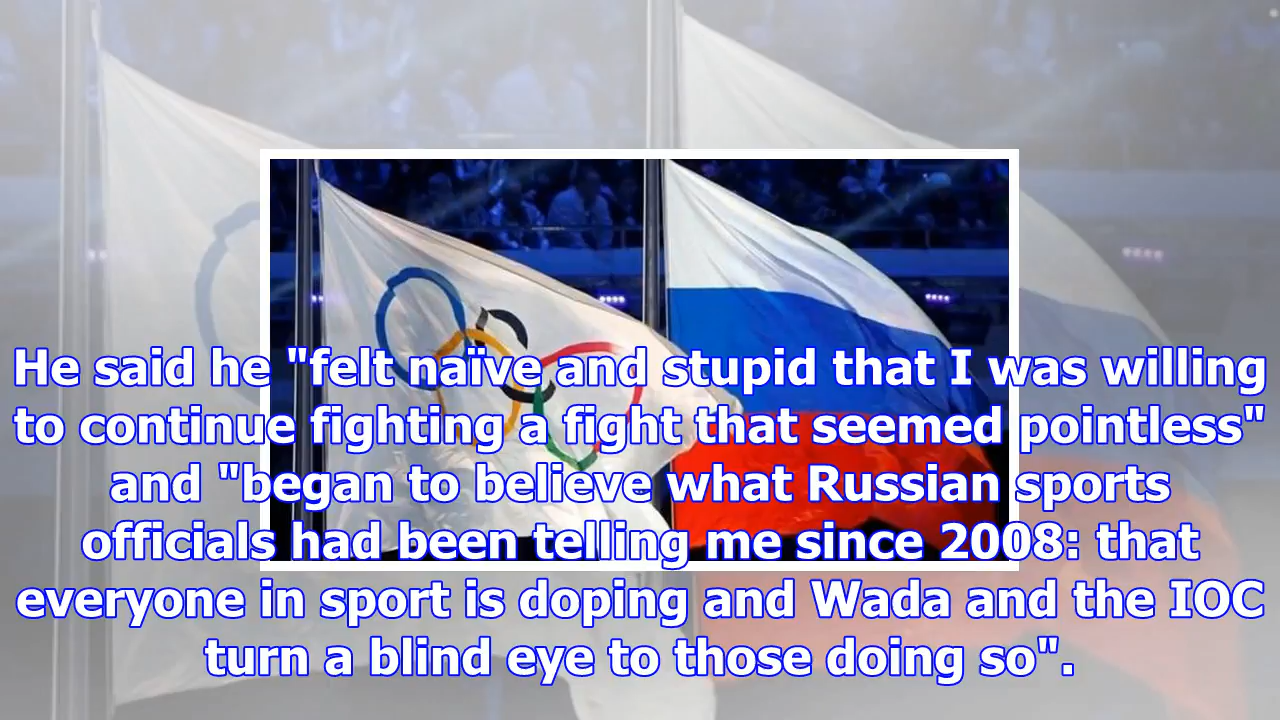 He said he "felt naïve and stupid that I was willing
to continue fighting a fight that seemed pointless"
and "began to believe what Russian sports
officials had been telling me since 2008: that
everyone in sport is doping and Wada and the IOC
turn a blind eye to those doing so".